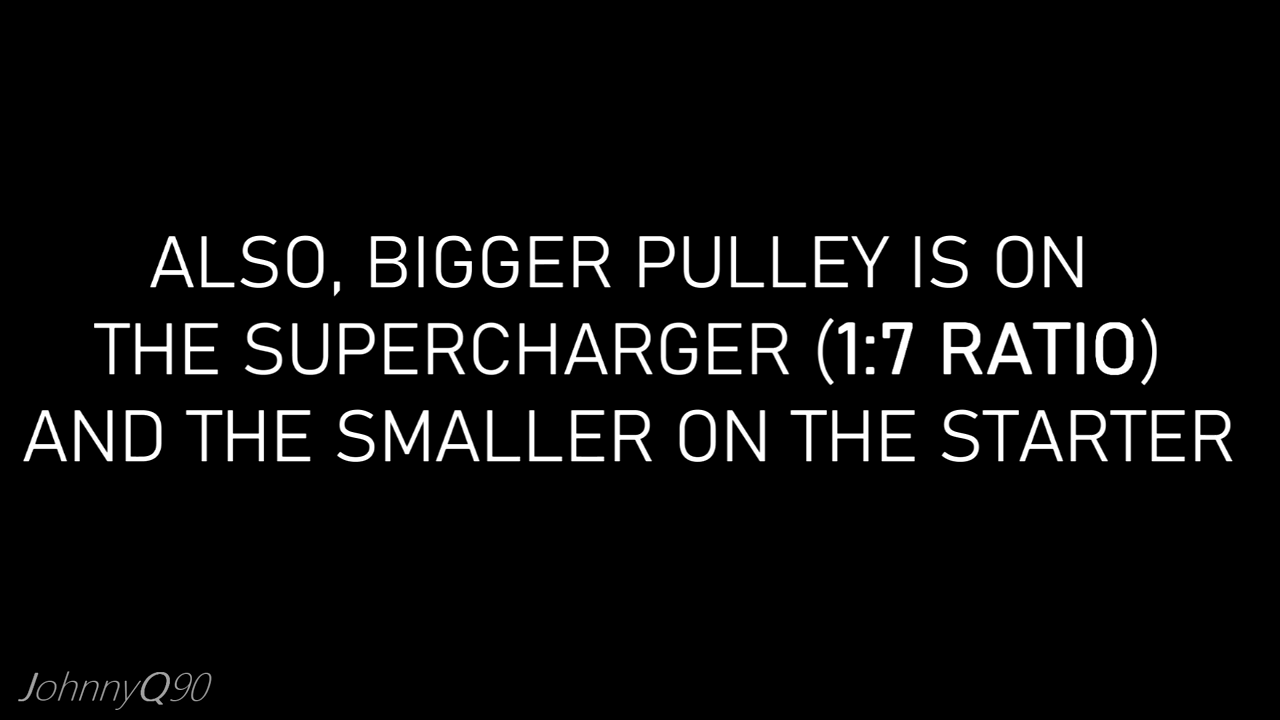 ALSO, BIGGER PULLEY IS ON
THE SUPERCHARGER (1:7 RATIO)
AND THE SMALLER ON THE STARTER
JohnnyQ90